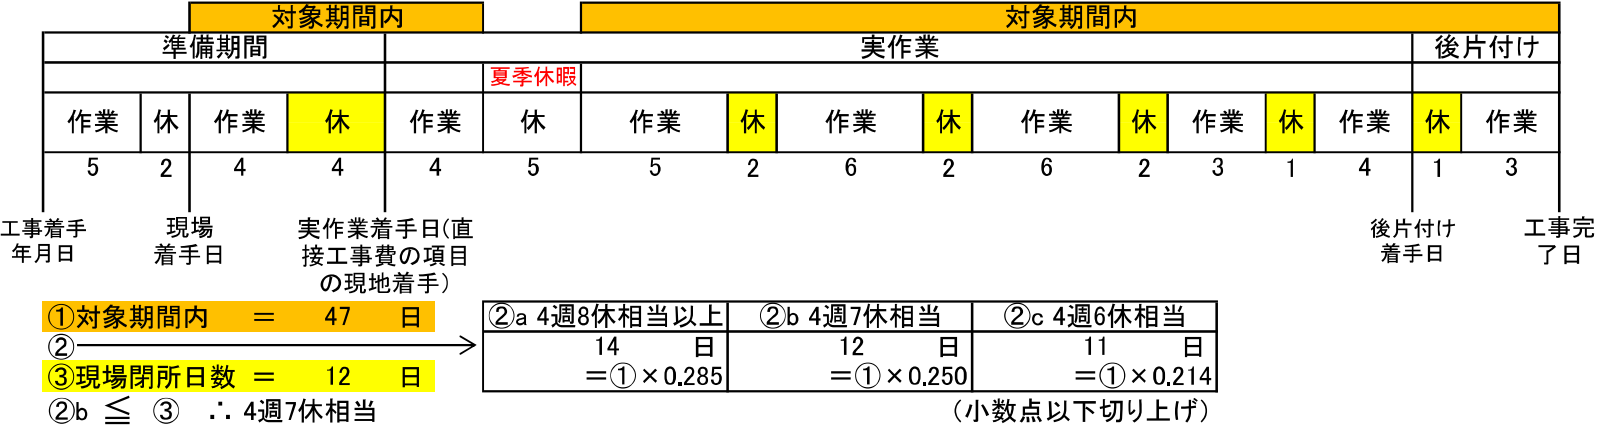 対象期間内 対象期間内
準備期間 実作業 後片付け
夏季休暇
作業 休 作業 休 作業 休 作業 休 作業 休 作業 休 作業 休 作業 休 作業
5 2 4 4 4 5 5 2 6 2 6 2 3 1 4 1 3
工事着手
年月日
現場
着手日
実作業着手日(直
接工事費の項目
の現地着手)
後片付け
着手日
工事完
了日
①対象期間内 = 47 日
②
③現場閉所日数 = 12 日
②b ≦ ③ ∴ 4週7休相当
②a 4週8休相当以上 ②b 4週7休相当 ②c 4週6休相当
14 日 12 日 11 日
=①×0.285 =①×0.250 =①×0.214
(小数点以下切り上げ)